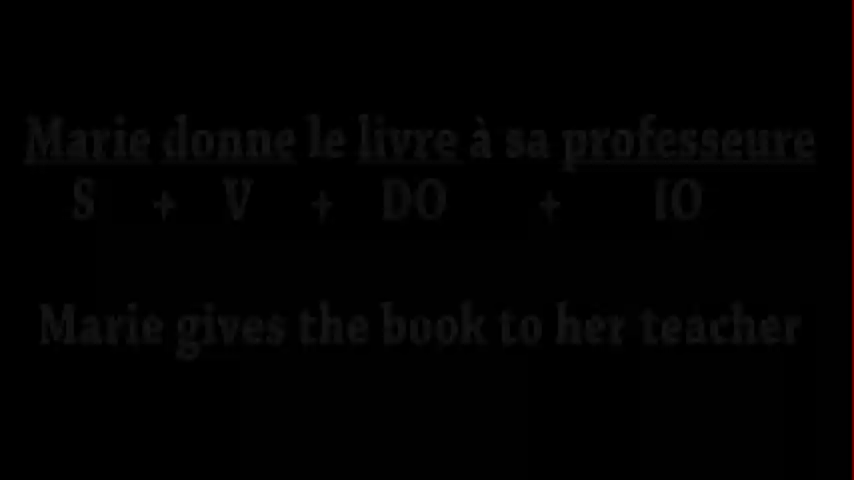 Marie donne le livre à sa professeure
S + V + DO + IO
Marie gives the book to her teacher